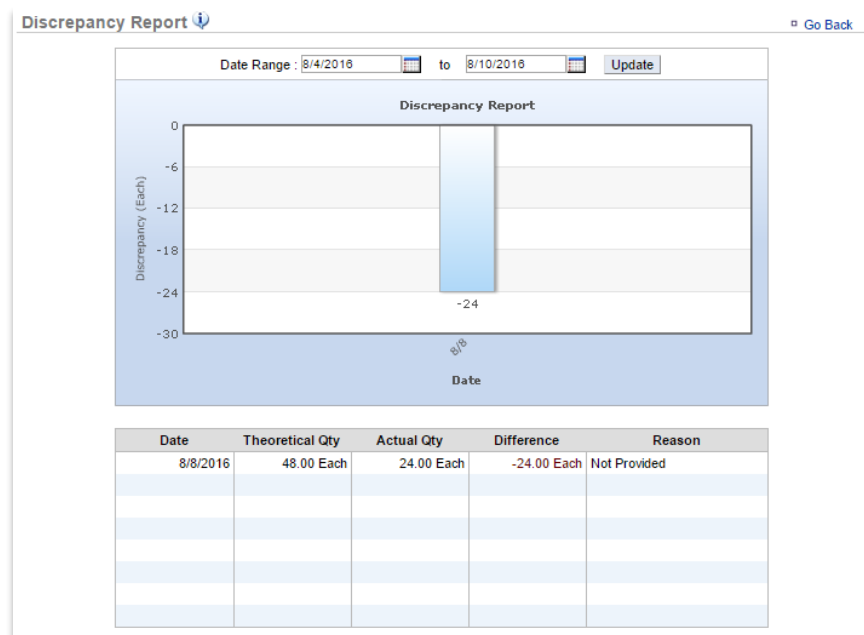 Discrepancy Report
Go Back
Date Range : 8/4/2016 to 8/10/2016 Update
Discrepancy Report
Discrepancy (Each)
0
-6
-12
-18
-24
-30
-24
8/8
Date
Date Theoretical Qty Actual Qty Difference Reason
8/8/2016 48.00 Each 24.00 Each -24.00 Each Not Provided